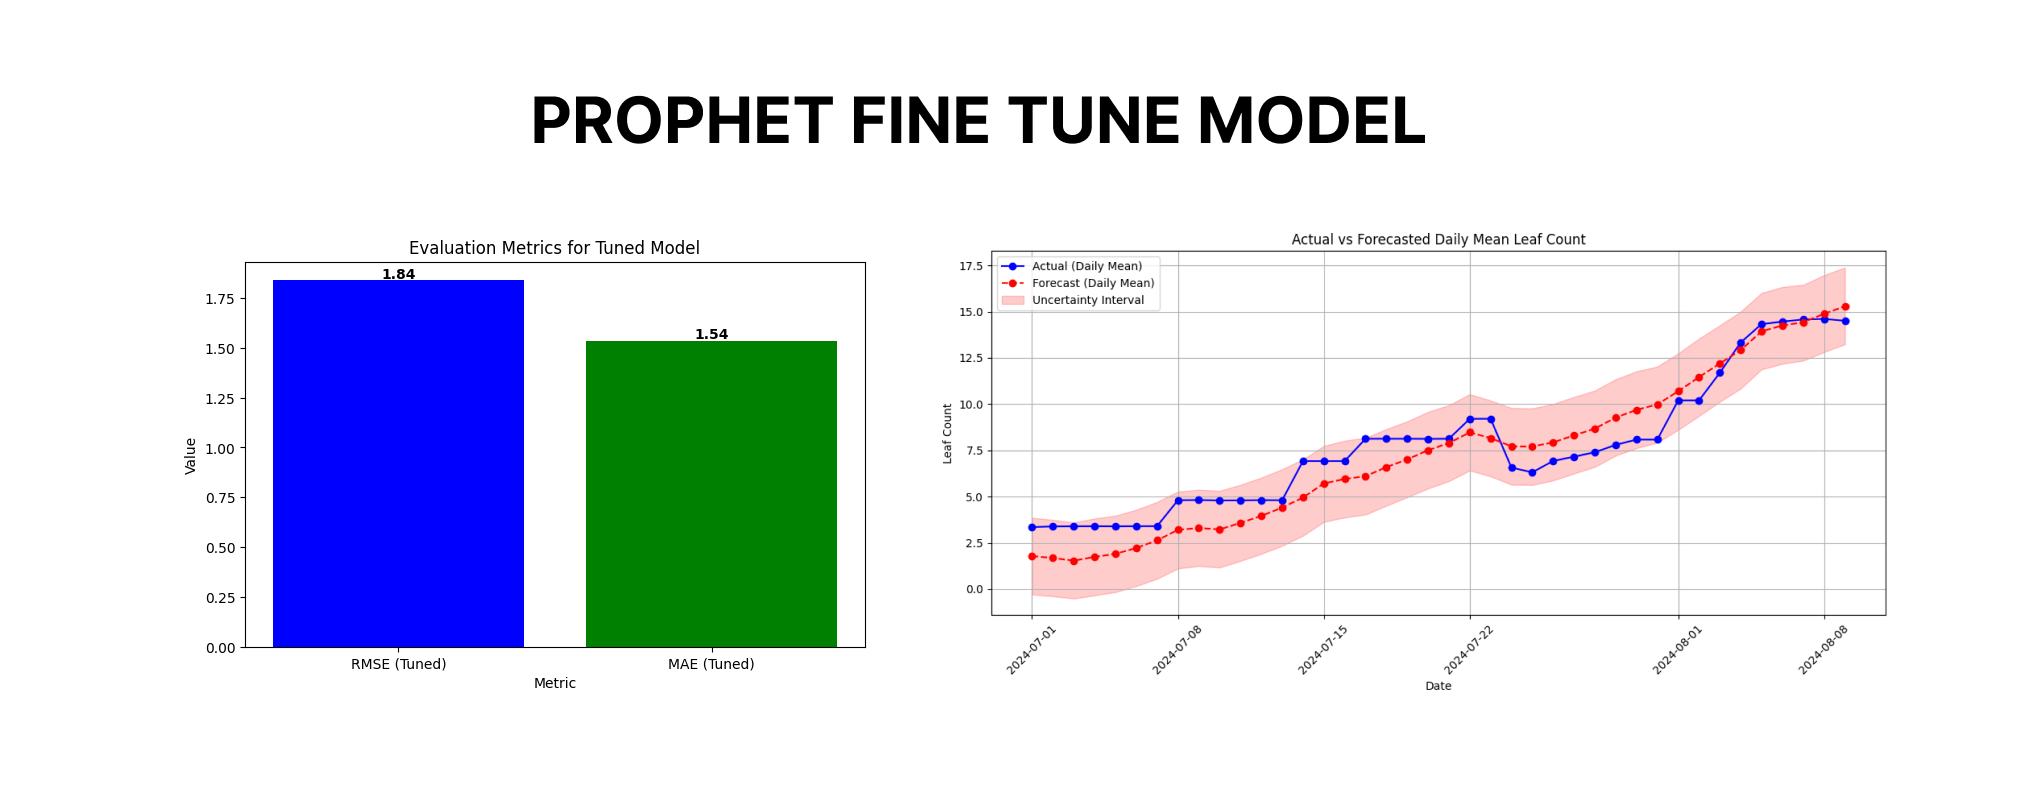 PROPHET FINE TUNE MODEL
Evaluation Metrics for Tuned Model
1.84
1.54
1.75
1.50
1.25
1.00
0.75
0.50
0.25
0.00
Value
RMSE (Tuned)
MAE (Tuned)
Metric
Actual vs Forecasted Daily Mean Leaf Count
Actual (Daily Mean)
Forecast (Daily Mean)
Uncertainty Interval
17.5
15.0
12.5
10.0
7.5
5.0
2.5
0.0
Leaf Count
2024-07-01
2024-07-08
2024-07-15
2024-07-22
2024-08-01
2024-08-08
Date